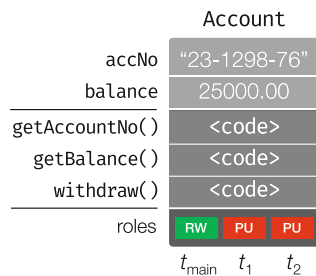 Account
accNo “23-1298-76”
balance 25000.00
getAccountNo() <code>
getBalance() <code>
withdraw() <code>
roles RW PU PU
tmain t1 t2